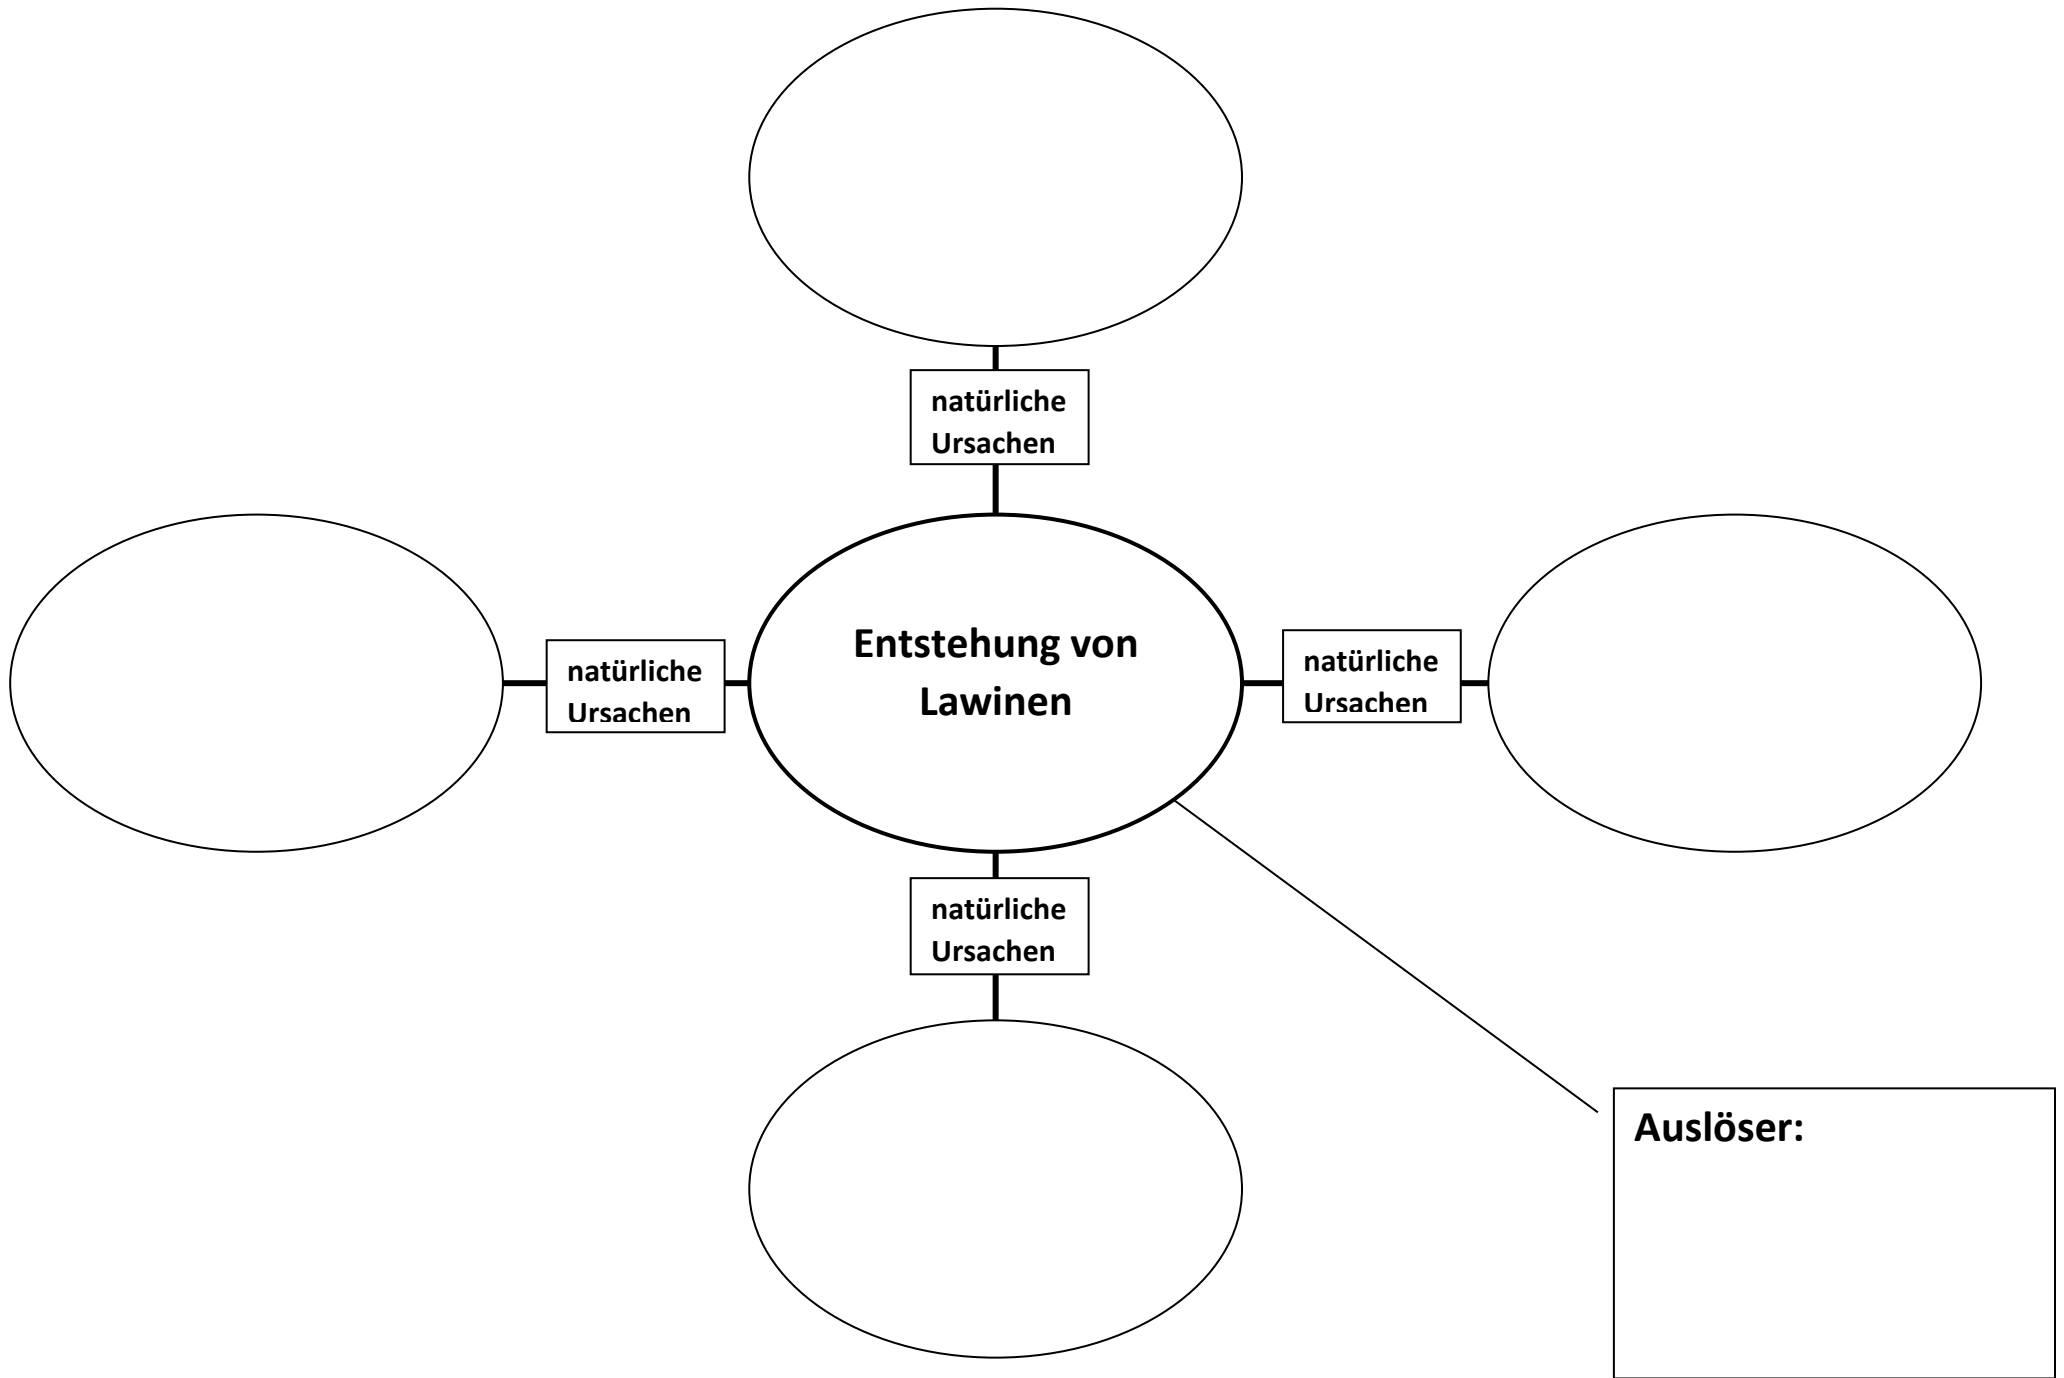 natürliche
Ursachen
natürliche
Ursachen
Entstehung von
Lawinen
natürliche
Ursachen
natürliche
Ursachen
Auslöser: